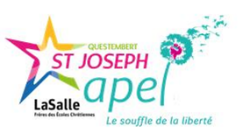 QUESTEMBERT
ST JOSEPH
apel
LaSalle
Frères des Écoles Chrétiennes
Le souffle de la liberté